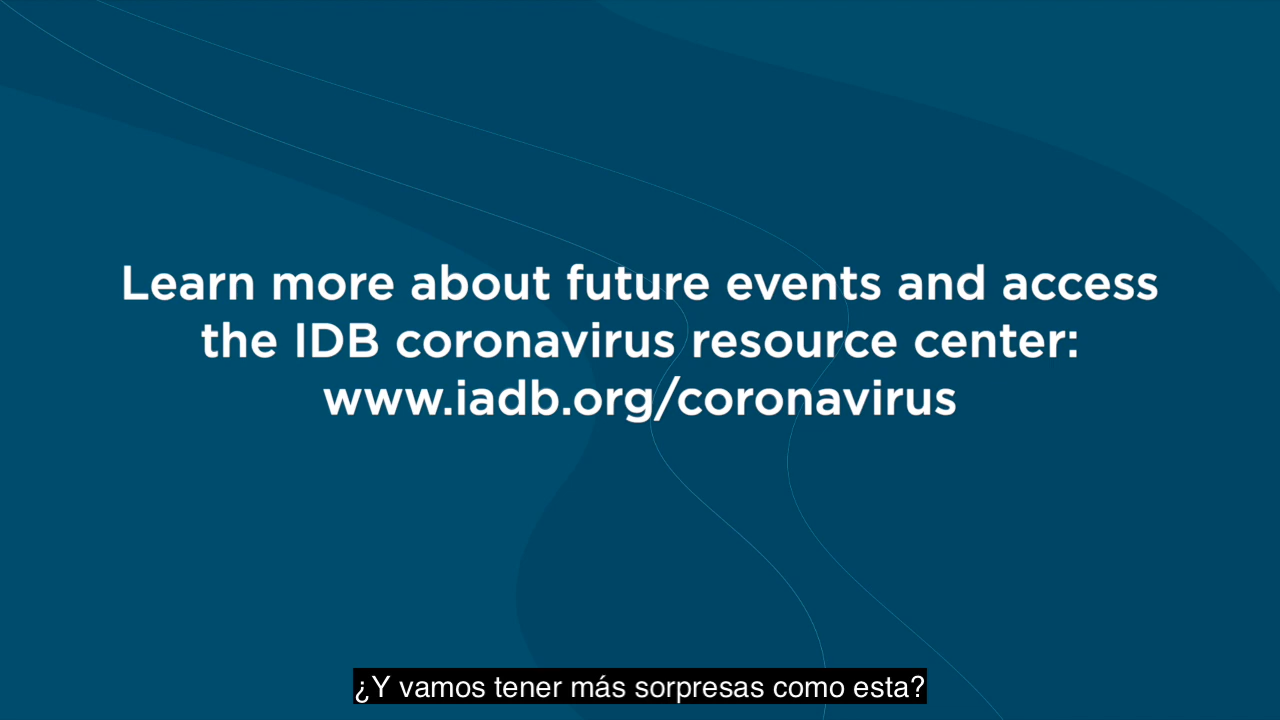 Learn more about future events and access
the IDB coronavirus resource center:
www.iadb.org/coronavirus
¿Y vamos tener más sorpresas como esta?